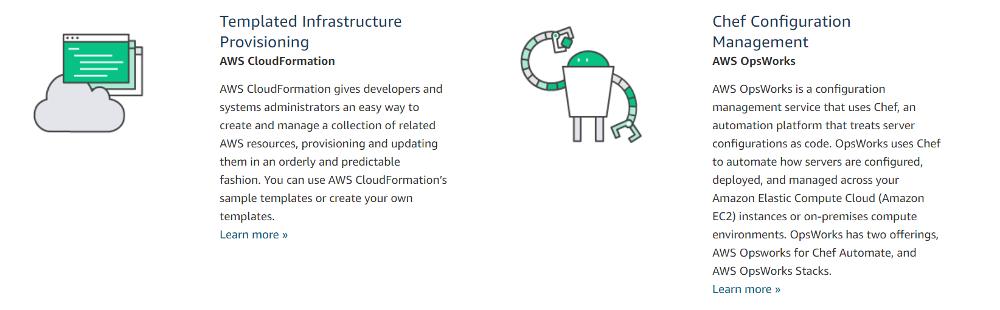 Templated Infrastructure
Provisioning
AWS CloudFormation
AWS CloudFormation gives developers and
systems administrators an easy way to
create and manage a collection of related
AWS resources, provisioning and updating
them in an orderly and predictable
fashion. You can use AWS CloudFormation’s
sample templates or create your own
templates.
Learn more »
Chef Configuration
Management
AWS OpsWorks
AWS OpsWorks is a configuration
management service that uses Chef, an
automation platform that treats server
configurations as code. OpsWorks uses Chef
to automate how servers are configured,
deployed, and managed across your
Amazon Elastic Compute Cloud (Amazon
EC2) instances or on-premises compute
environments. OpsWorks has two offerings,
AWS Opsworks for Chef Automate, and
AWS OpsWorks Stacks.
Learn more »